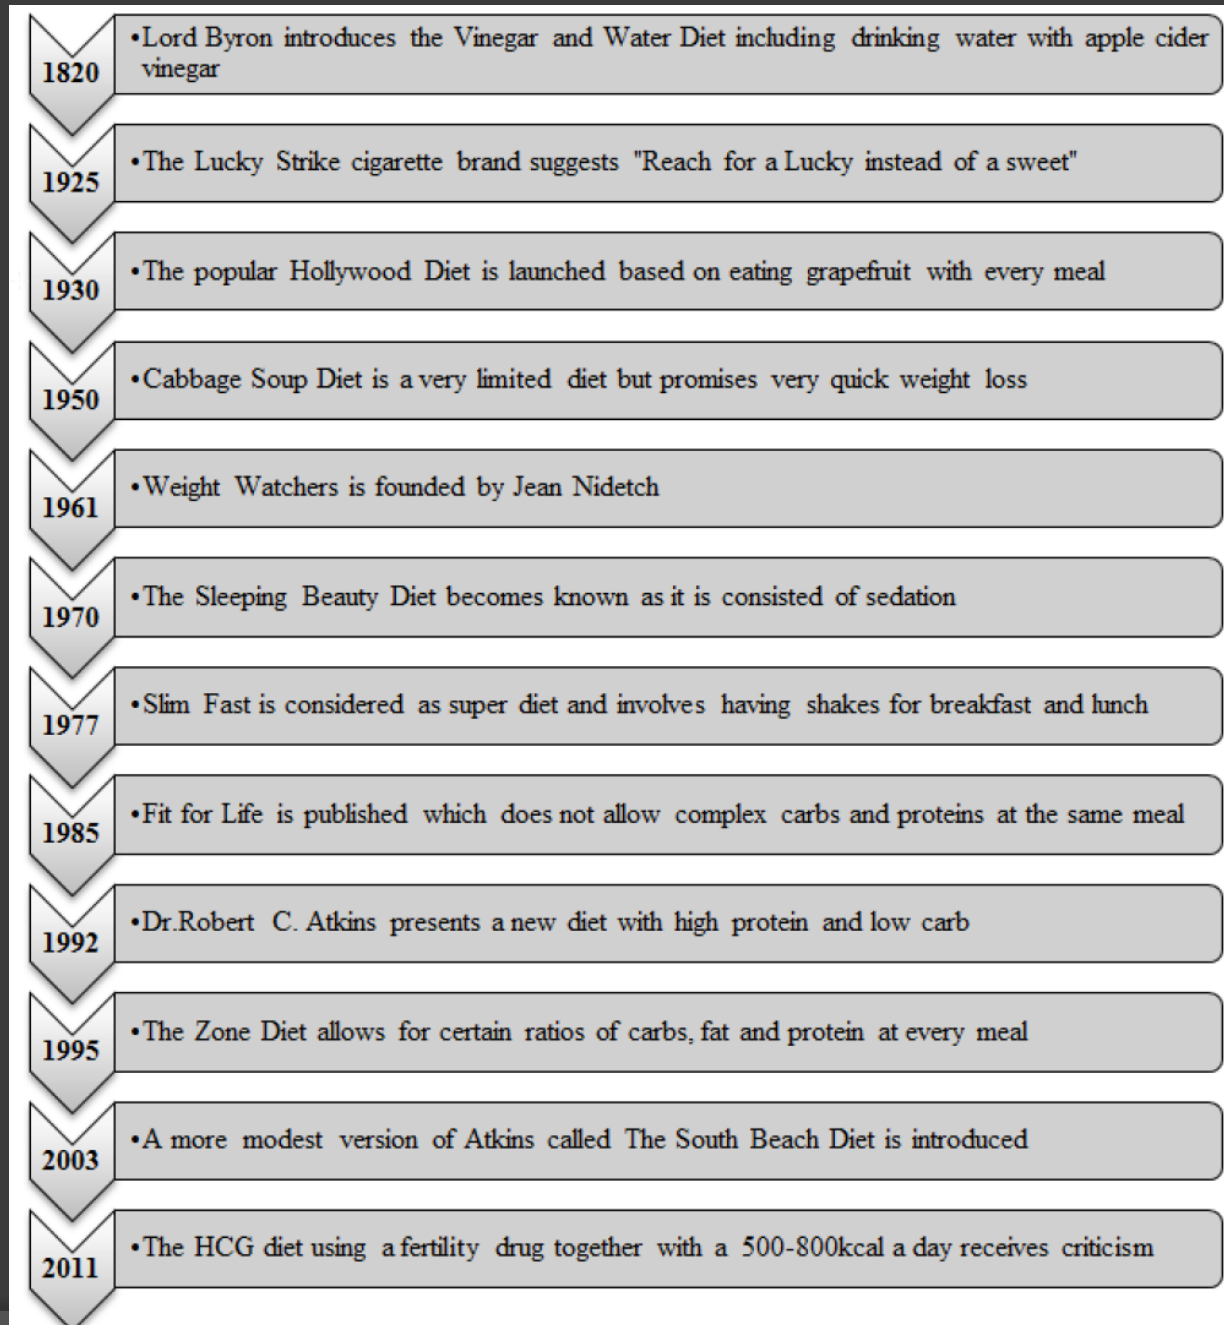 1820
•Lord Byron introduces the Vinegar and Water Diet including drinking water with apple cider
vinegar
1925
•The Lucky Strike cigarette brand suggests "Reach for a Lucky instead of a sweet"
1930
•The popular Hollywood Diet is launched based on eating grapefruit with every meal
1950
•Cabbage Soup Diet is a very limited diet but promises very quick weight loss
1961
•Weight Watchers is founded by Jean Nidetch
1970
•The Sleeping Beauty Diet becomes known as it is consisted of sedation
1977
•Slim Fast is considered as super diet and involves having shakes for breakfast and lunch
1985
•Fit for Life is published which does not allow complex carbs and proteins at the same meal
1992
•Dr.Robert C. Atkins presents a new diet with high protein and low carb
1995
•The Zone Diet allows for certain ratios of carbs, fat and protein at every meal
2003
•A more modest version of Atkins called The South Beach Diet is introduced
2011
•The HCG diet using a fertility drug together with a 500-800kcal a day receives criticism